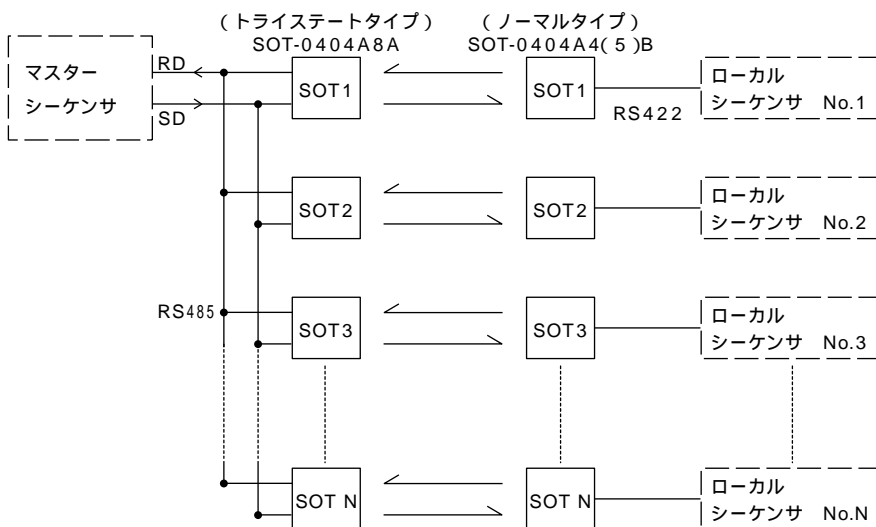 (トライステートタイプ)
SOT-0404A8A
(ノーマルタイプ)
SOT-0404A4(5)B
マスター
シーケンサ
RD
SD
SOT1
SOT1
RS422
ローカル
シーケンサ No.1
SOT2
SOT2
ローカル
シーケンサ No.2
RS485
SOT3
SOT3
ローカル
シーケンサ No.3
SOT N
SOT N
ローカル
シーケンサ No.N